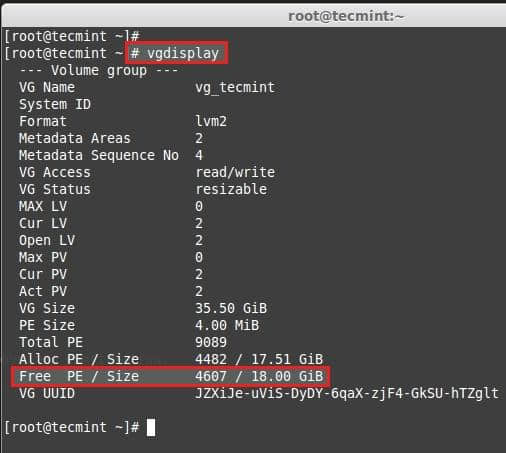 root@tecmint:~
[root@tecmint ~]#
[root@tecmint ~]# vgdisplay
--- Volume group ---
VG Name vg_tecmint
System ID
Format lvm2
Metadata Areas 2
Metadata Sequence No 4
VG Access read/write
VG Status resizable
MAX LV 0
Cur LV 2
Open LV 2
Max PV 0
Cur PV 2
Act PV 2
VG Size 35.50 GiB
PE Size 4.00 MiB
Total PE 9089
Alloc PE / Size 4482 / 17.51 GiB
Free PE / Size 4607 / 18.00 GiB
VG UUID JZXiJe-uViS-DyDY-6qaX-zjF4-GkSU-hTZglt
[root@tecmint ~]#